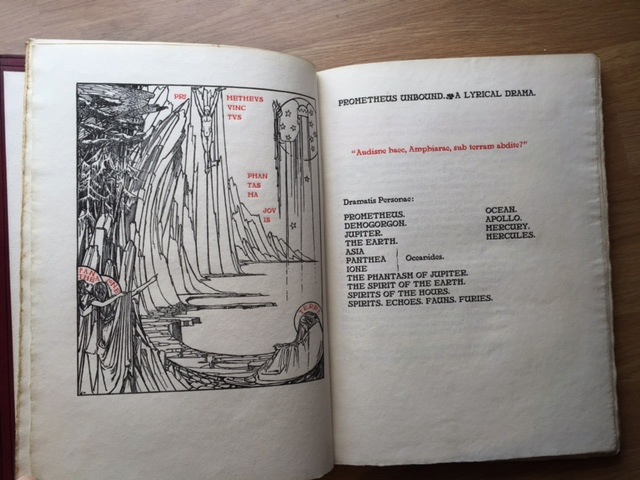 METHEVS
VINC
TVS
PHAN
TAS
MA
JOV
IS
PROMETHEUS UNBOUND. A LYRICAL DRAMA.
"Audisne haec, Amphiarae, sub terram abdite?"
Dramatis Personae:
PROMETHEUS.
DEMOGORGON.
JUPITER.
THE EARTH.
ASIA
PANTHEA
IONE
Oceanides.
THE PHANTASM OF JUPITER.
THE SPIRIT OF THE EARTH.
SPIRITS OF THE HOURS.
SPIRITS. ECHOES. FAUNS. FURIES.
OCEAN.
APOLLO.
MERCURY.
HERCULES.